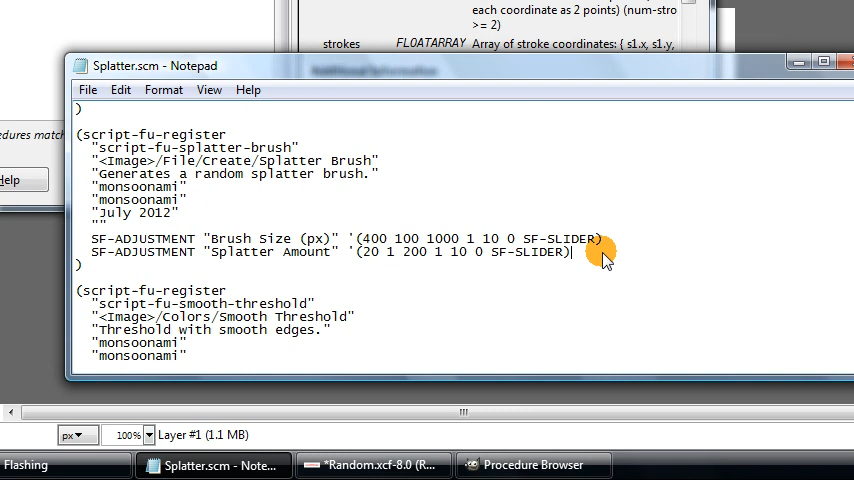 each coordinate as 2 points) (num-stro
>= 2)
strokes FLOATARRAY Array of stroke coordinates: { s1.x, s1.y,
Additional Information
Splatter.scm - Notepad
File Edit Format View Help
)
(script-fu-register
"script-fu-splatter-brush"
"<Image>/File/Create/Splatter Brush"
"Generates a random splatter brush."
"monsoonami"
"monsoonami"
"July 2012"
""
SF-ADJUSTMENT "Brush Size (px)" '(400 100 1000 1 10 0 SF-SLIDER)
SF-ADJUSTMENT "Splatter Amount" '(20 1 200 1 10 0 SF-SLIDER)
)
(script-fu-register
"script-fu-smooth-threshold"
"<Image>/Colors/Smooth Threshold"
"Threshold with smooth edges."
"monsoonami"
"monsoonami"
edures match
Help
px 100% Layer #1 (1.1 MB)
Flashing
Splatter.scm - Note...
*Random.xcf-8.0 (R...
Procedure Browser